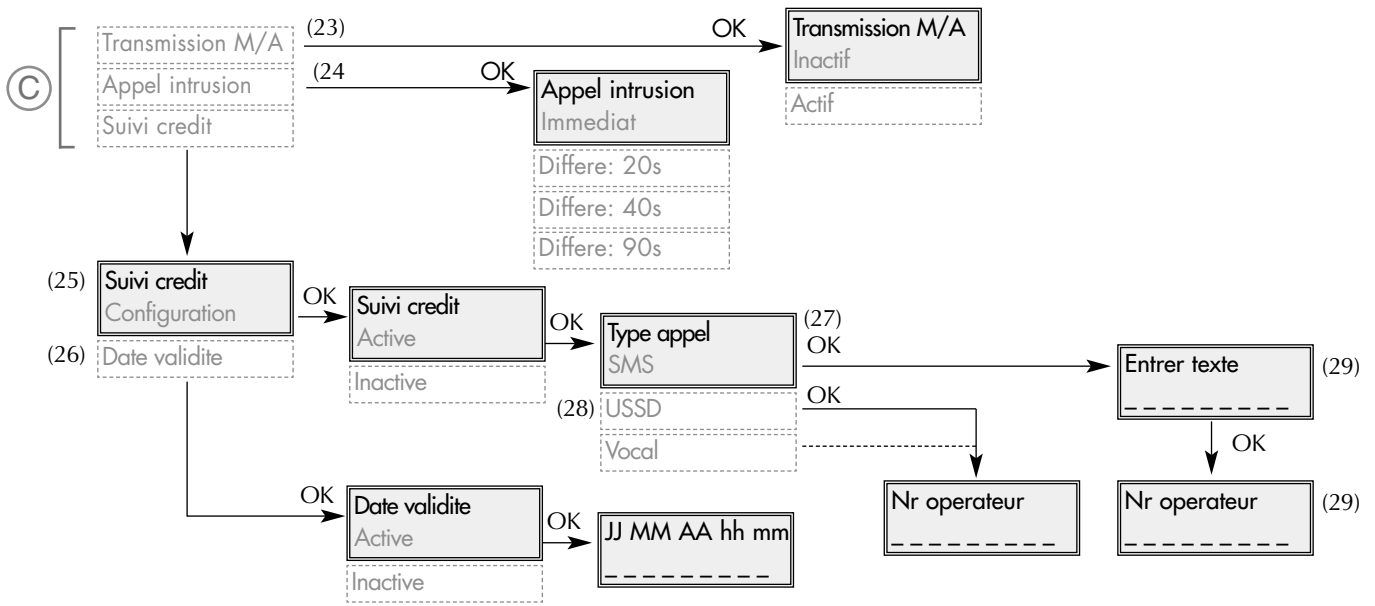 C
Transmission M/A
Appel intrusion
Suivi credit
(23)
OK
Transmission M/A
Inactif
Actif
(24
OK
Appel intrusion
Immediat
Differe: 20s
Differe: 40s
Differe: 90s
(25)
Suivi credit
Configuration
(26)
Date validite
OK
Suivi credit
Active
Inactive
OK
Type appel
SMS
(28)
USSD
Vocal
(27)
OK
Entrer texte
_ _ _ _ _ _ _ _ _
(29)
OK
OK
Nr operateur
_ _ _ _ _ _ _ _ _
Nr operateur
_ _ _ _ _ _ _ _ _
(29)
OK
Date validite
Active
Inactive
OK
JJ MM AA hh mm
_ _ _ _ _ _ _ _ _